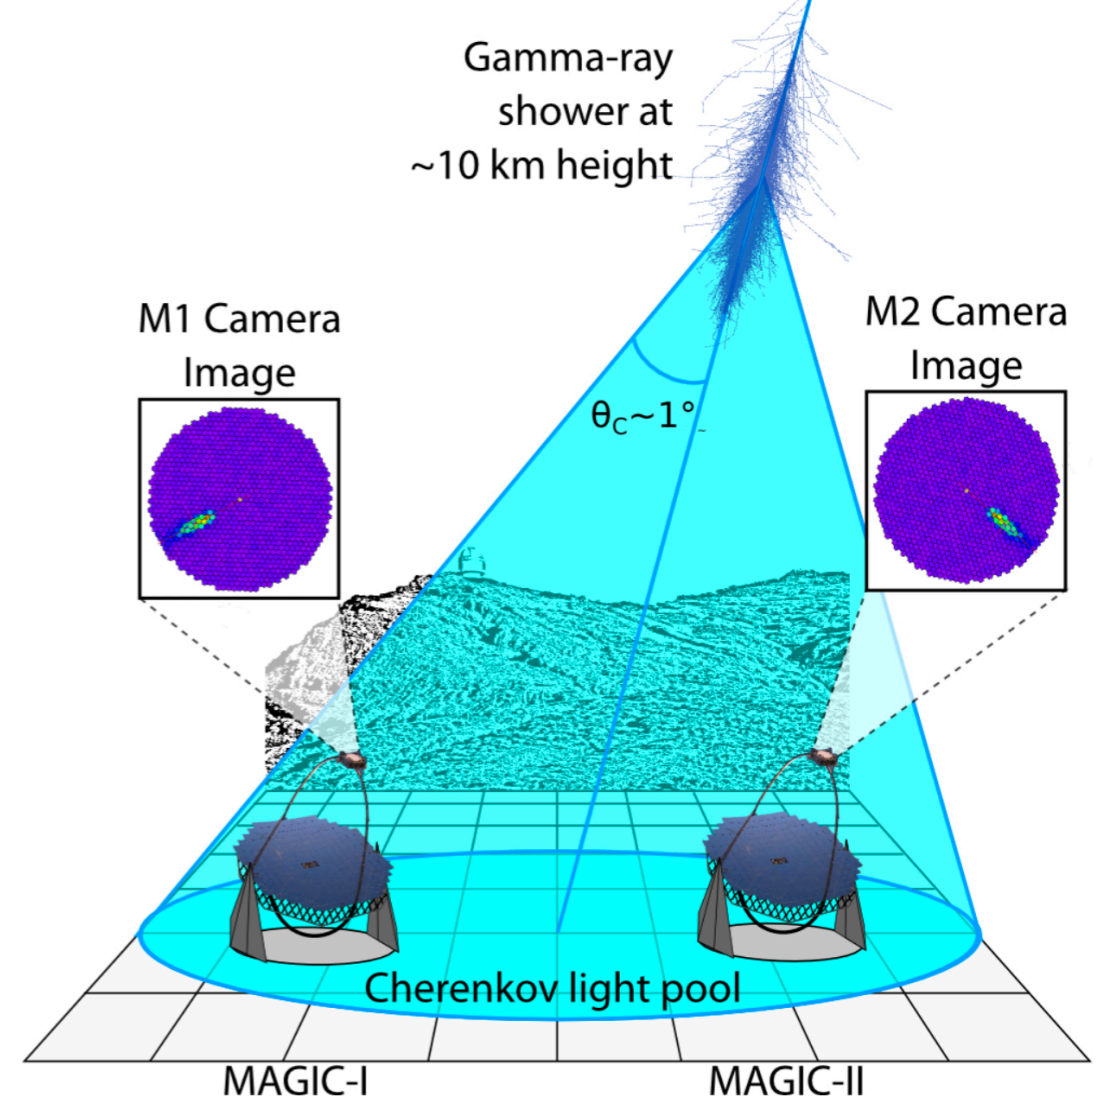 Gamma-ray
shower at
~10 km height
M1 Camera
Image
M2 Camera
Image
θC~1°
Cherenkov light pool
MAGIC-I
MAGIC-II